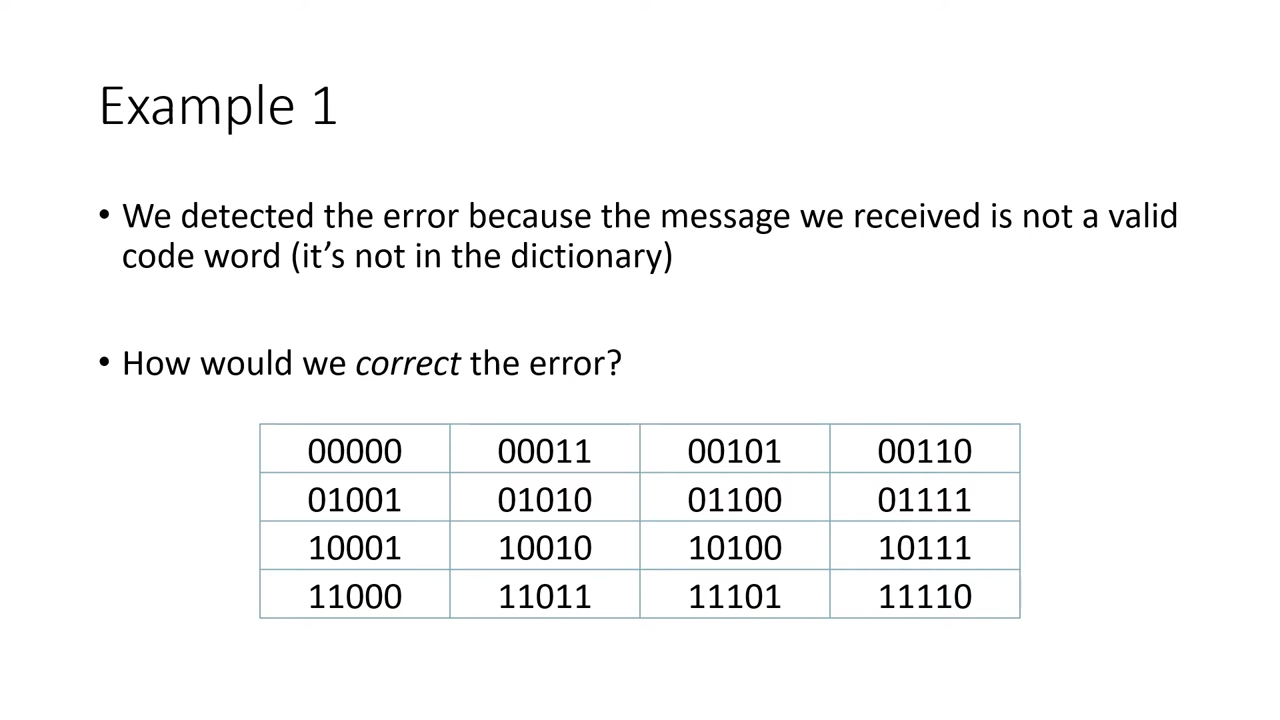 Example 1
• We detected the error because the message we received is not a valid
code word (it’s not in the dictionary)
• How would we correct the error?
00000 00011 00101 00110
01001 01010 01100 01111
10001 10010 10100 10111
11000 11011 11101 11110